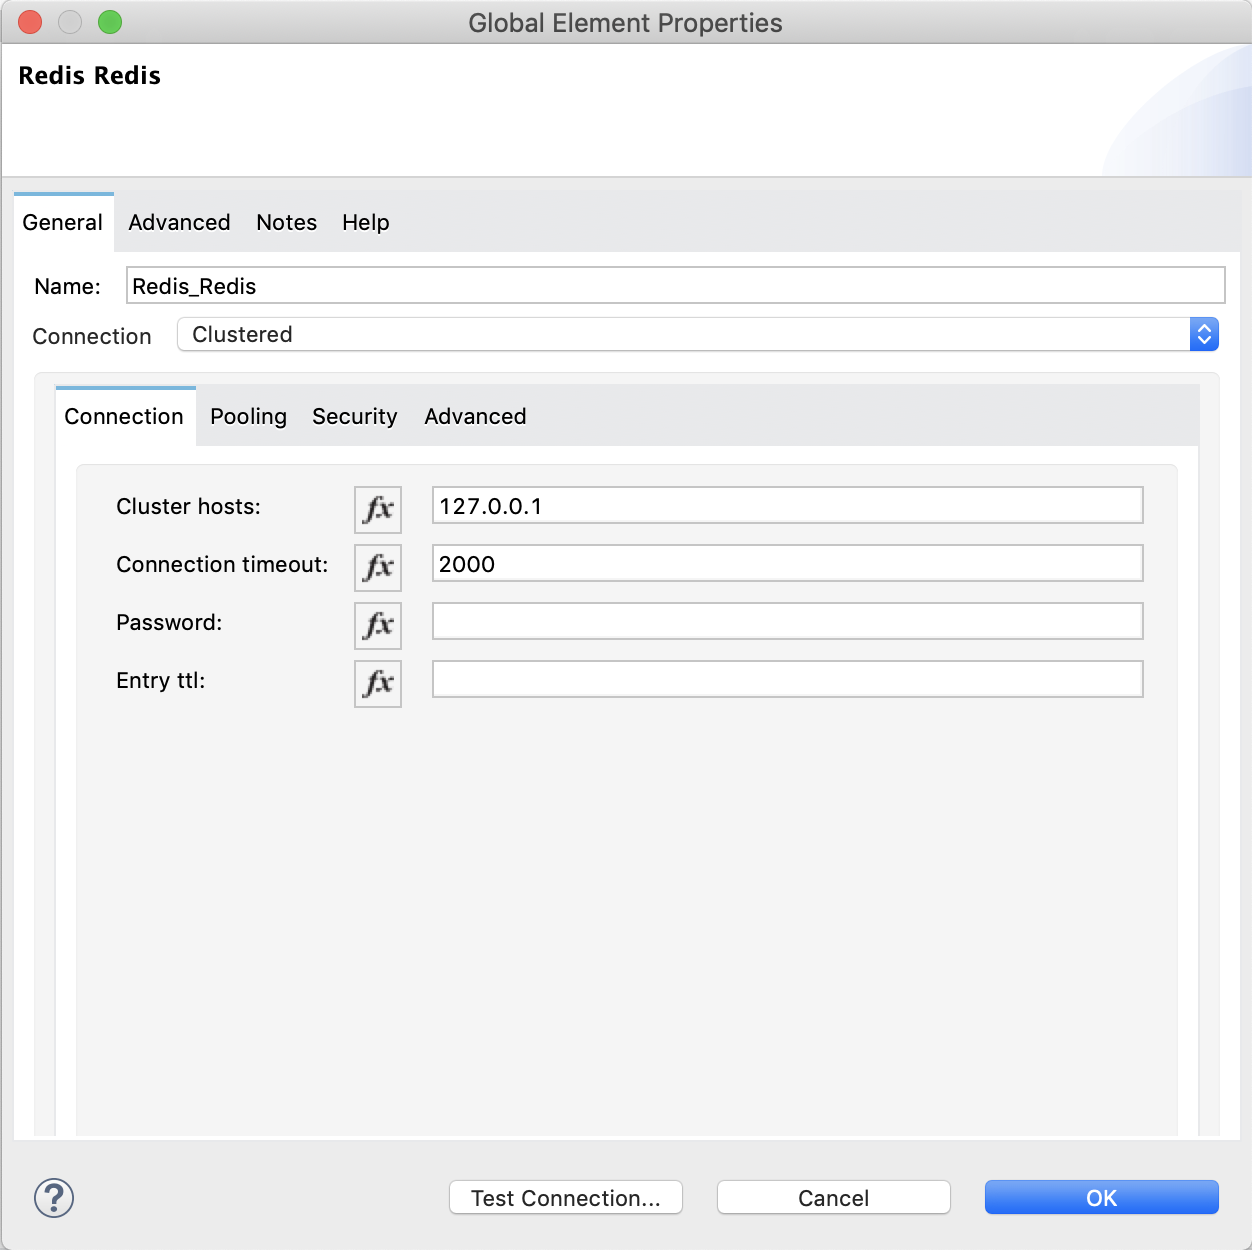 Global Element Properties
Redis Redis
General Advanced Notes Help
Name: Redis_Redis
Connection Clustered
Connection Pooling Security Advanced
Cluster hosts: fx 127.0.0.1
Connection timeout: fx 2000
Password: fx
Entry ttl: fx
? Test Connection... Cancel OK